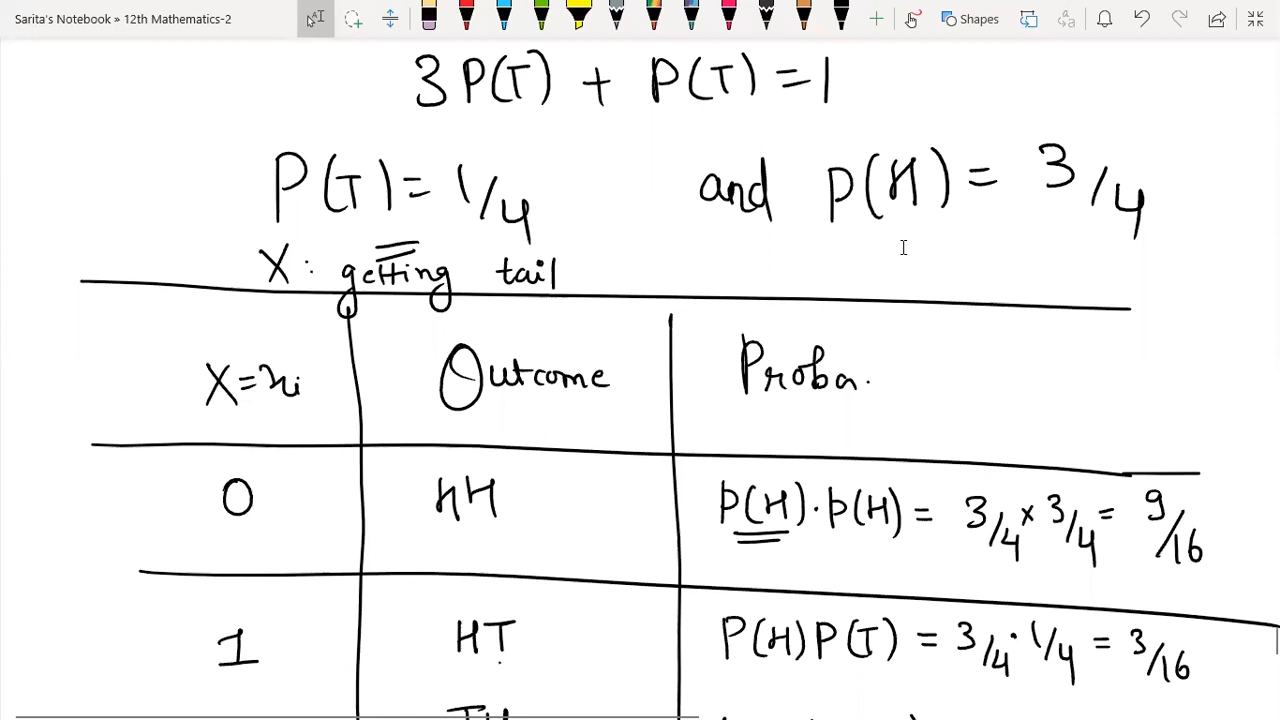 Sarita's Notebook » 12th Mathematics-2
Shapes
3P(T) + P(T) = 1
P(T) = 1/4 and P(H) = 3/4
X : getting tail
X=xi Outcome Proba.
0 HH P(H)·P(H) = 3/4 × 3/4 = 9/16
1 HT P(H)P(T) = 3/4 · 1/4 = 3/16